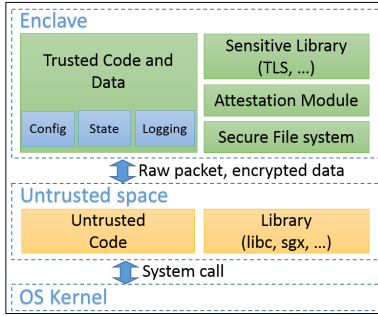 Enclave
Trusted Code and
Data
Config
State
Logging
Sensitive Library
(TLS, ...)
Attestation Module
Secure File system
Raw packet, encrypted data
Untrusted space
Untrusted
Code
Library
(libc, sgx, ...)
System call
OS Kernel